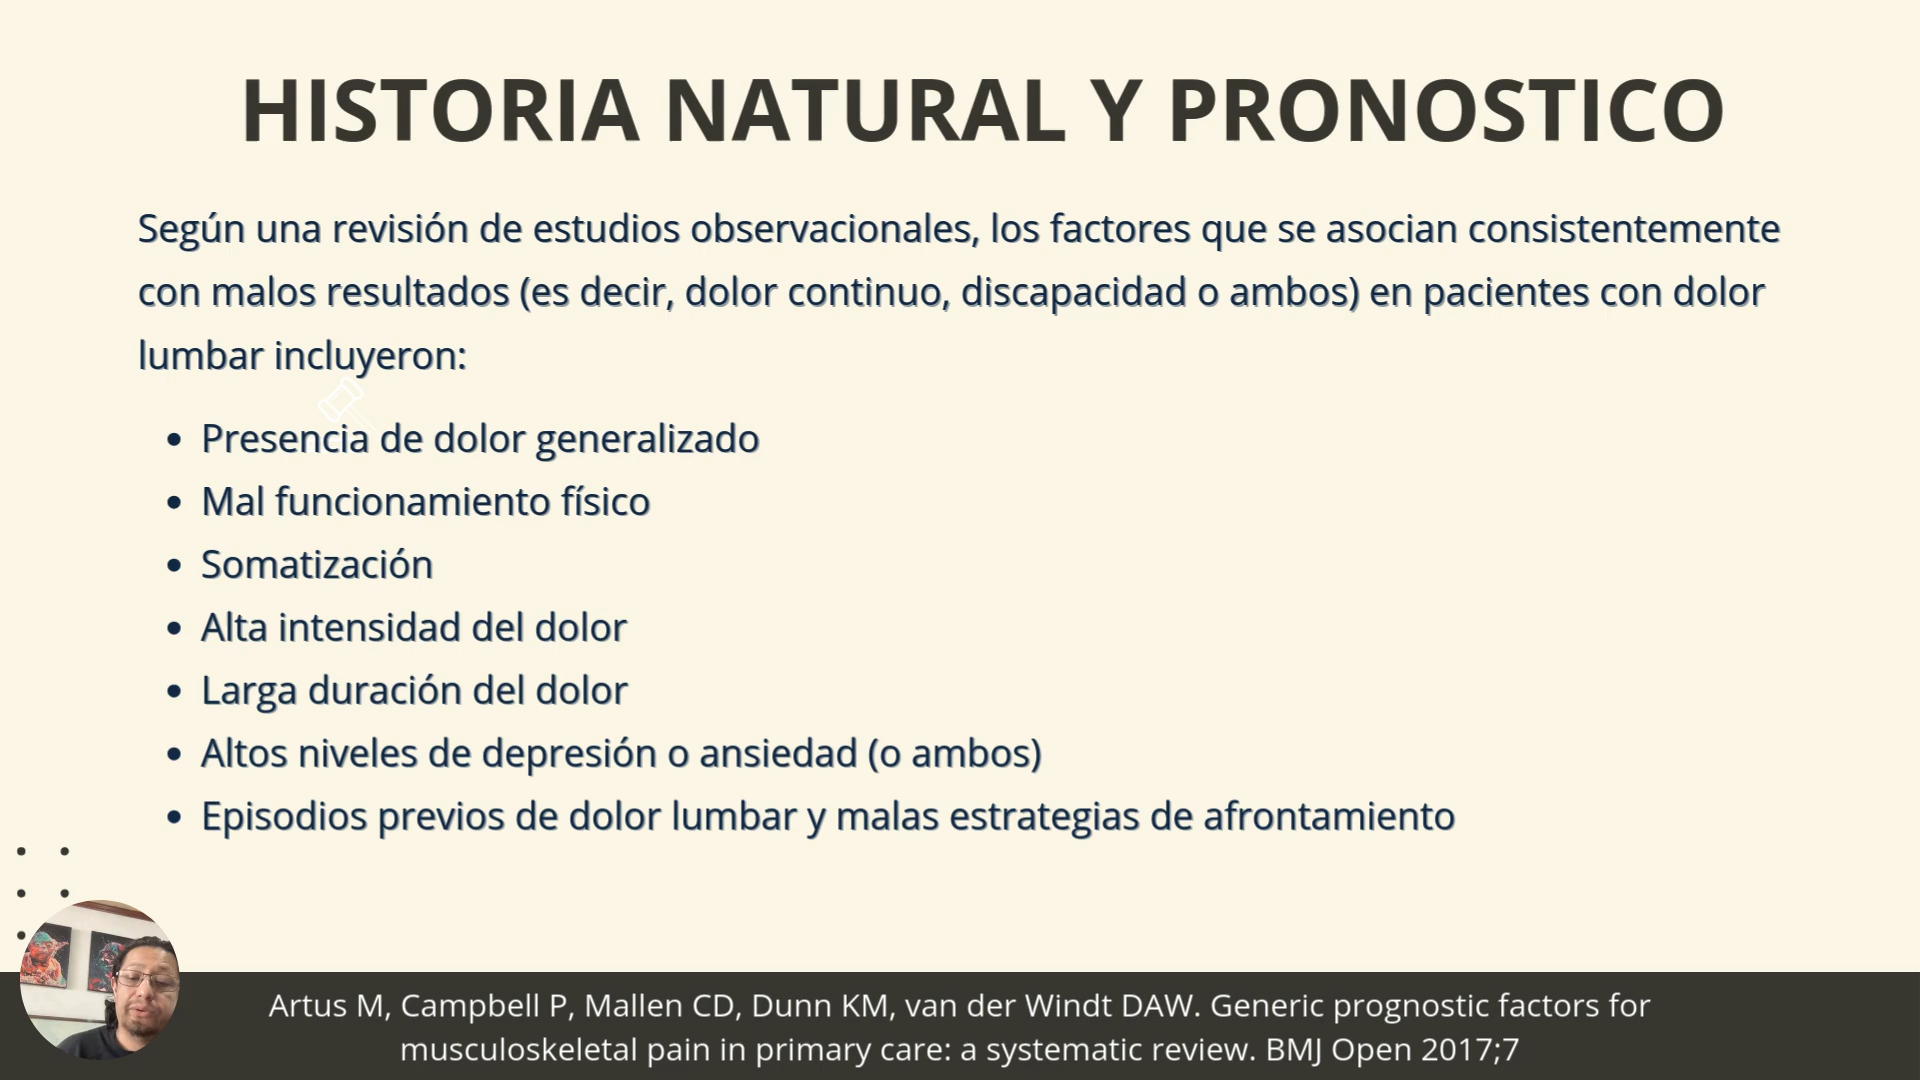 HISTORIA NATURAL Y PRONOSTICO
Según una revisión de estudios observacionales, los factores que se asocian consistentemente
con malos resultados (es decir, dolor continuo, discapacidad o ambos) en pacientes con dolor
lumbar incluyeron:
• Presencia de dolor generalizado
• Mal funcionamiento físico
• Somatización
• Alta intensidad del dolor
• Larga duración del dolor
• Altos niveles de depresión o ansiedad (o ambos)
• Episodios previos de dolor lumbar y malas estrategias de afrontamiento
Artus M, Campbell P, Mallen CD, Dunn KM, van der Windt DAW. Generic prognostic factors for
musculoskeletal pain in primary care: a systematic review. BMJ Open 2017;7